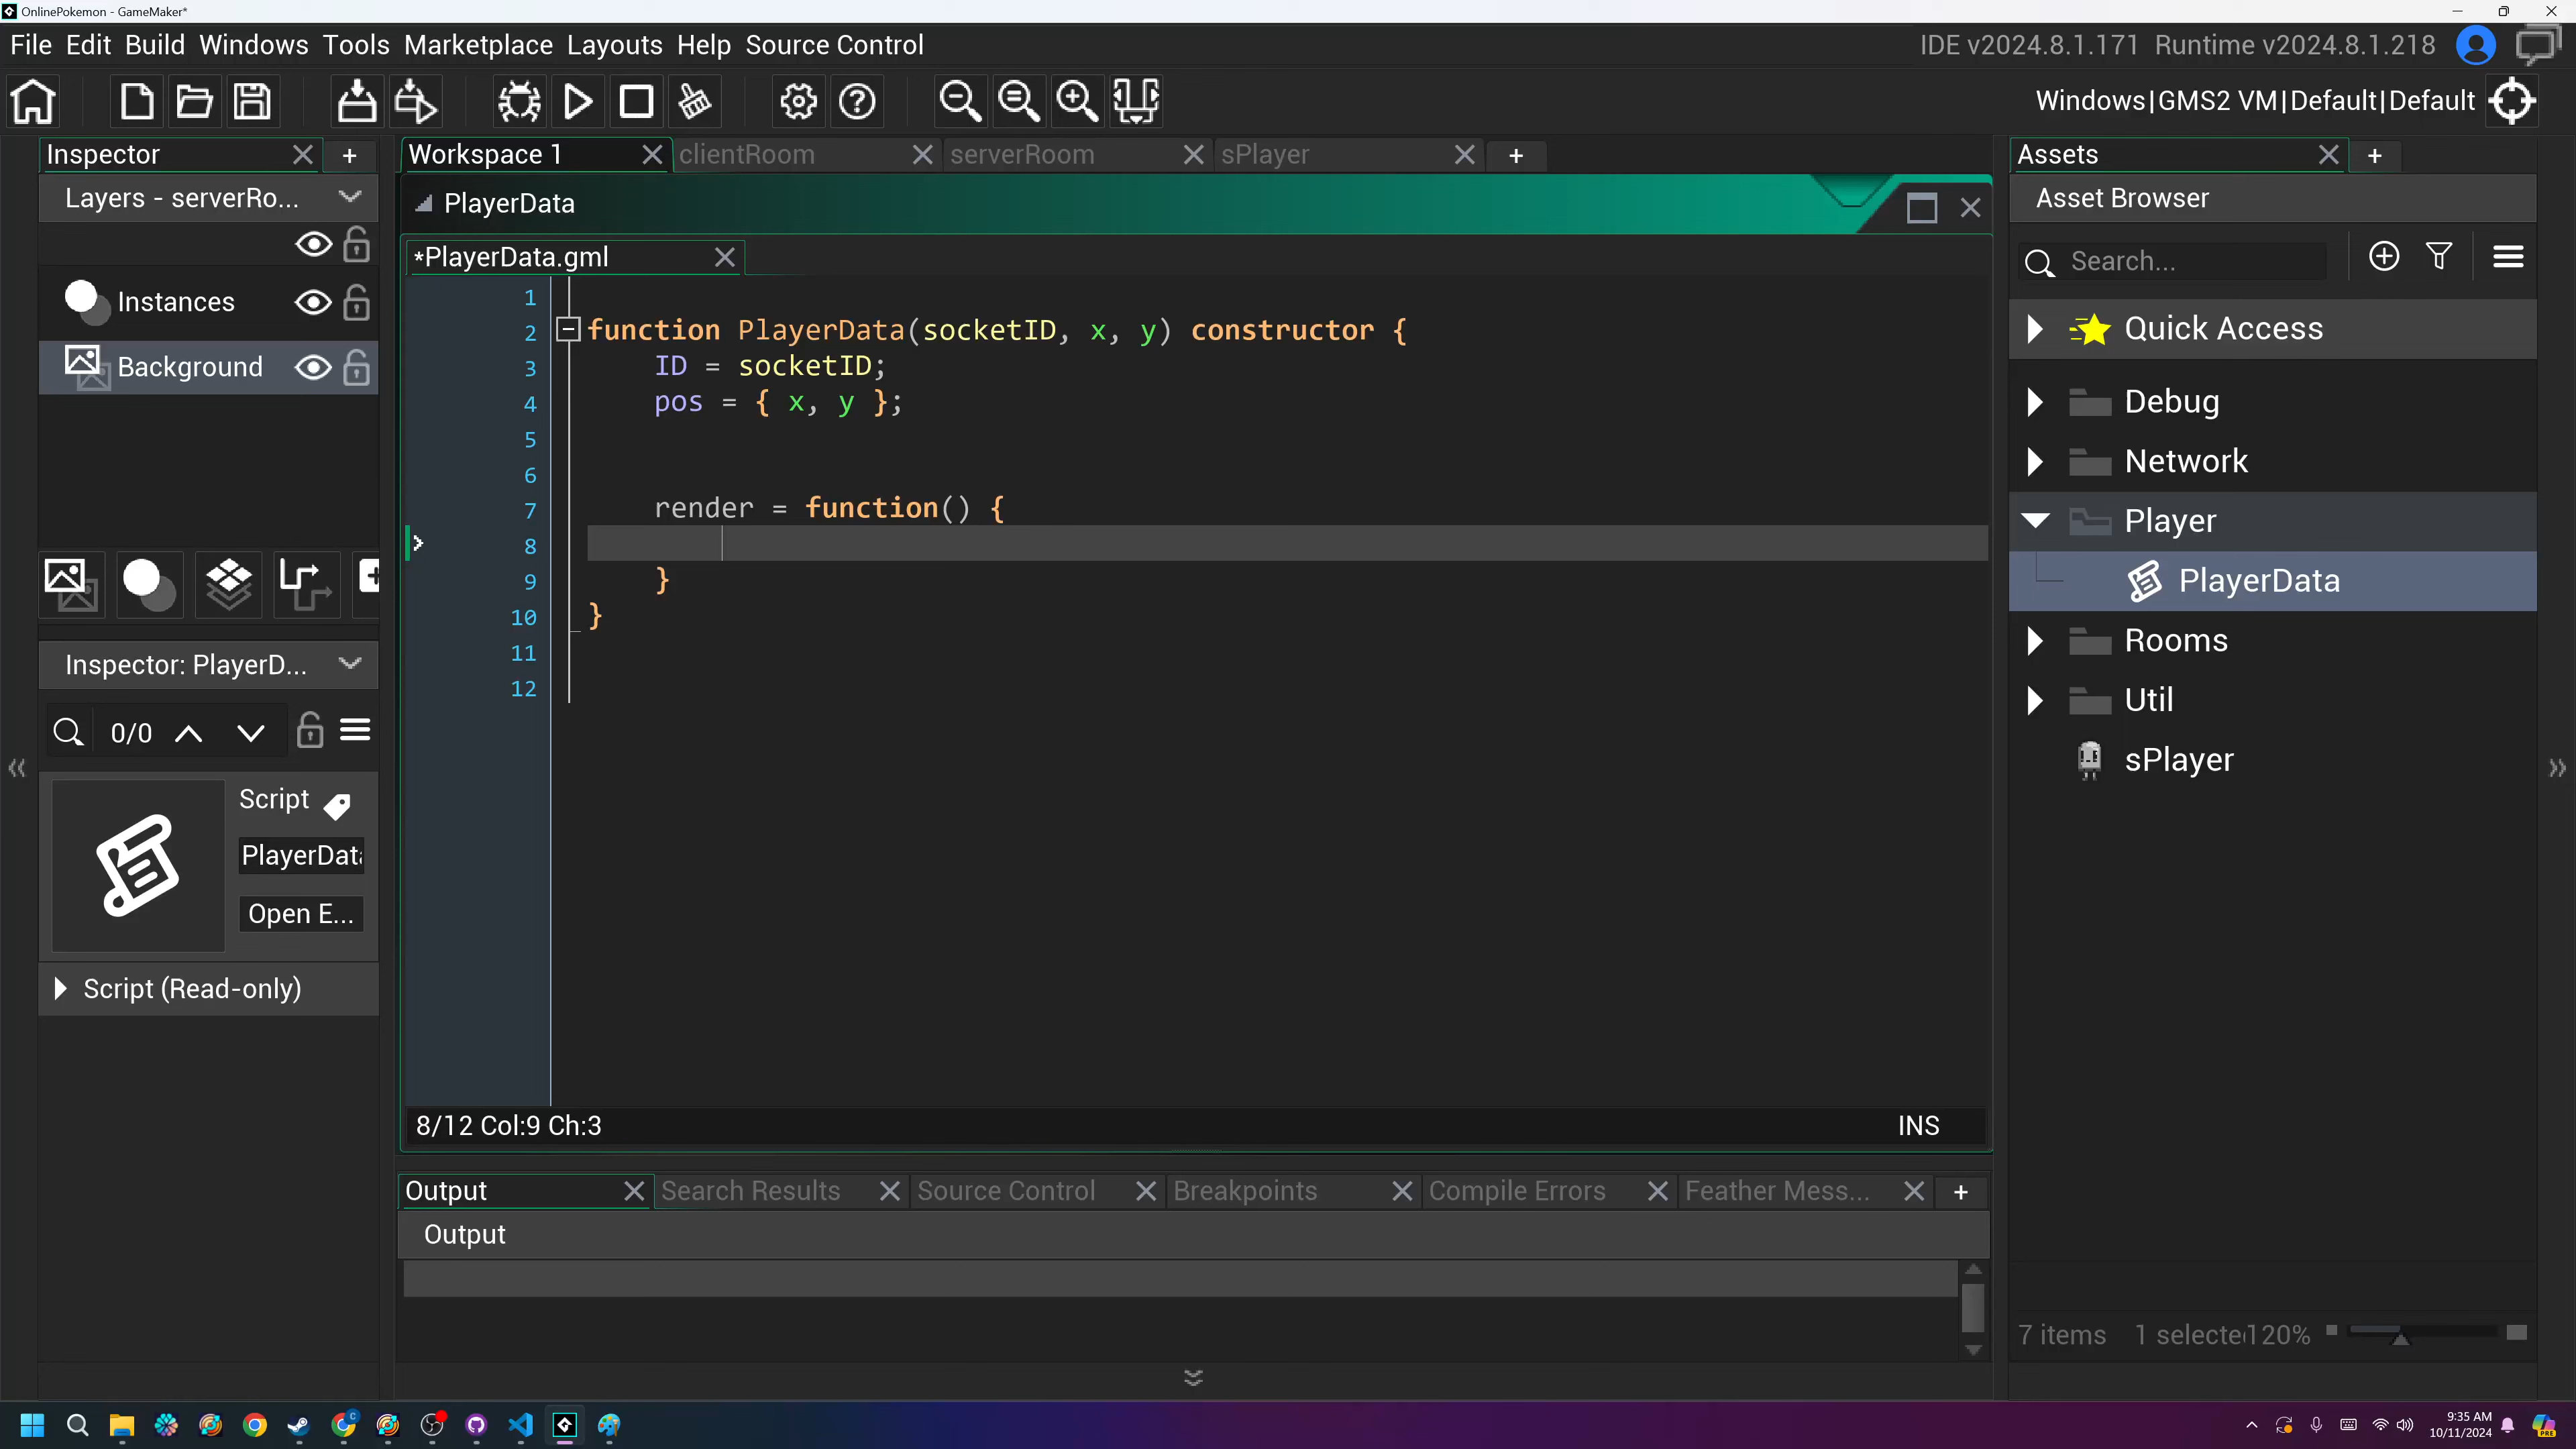 OnlinePokemon - GameMaker*
File Edit Build Windows Tools Marketplace Layouts Help Source Control
IDE v2024.8.1.171 Runtime v2024.8.1.218
Windows|GMS2 VM|Default|Default
Inspector
Layers - serverRo...
Instances
Background
Inspector: PlayerD...
0/0
Script
PlayerDat
Open E...
Script (Read-only)
Workspace 1
clientRoom
serverRoom
sPlayer
PlayerData
*PlayerData.gml
1
2 function PlayerData(socketID, x, y) constructor {
3 ID = socketID;
4 pos = { x, y };
5
6
7 render = function() {
8
9 }
10 }
11
12
8/12 Col:9 Ch:3
INS
Output
Search Results
Source Control
Breakpoints
Compile Errors
Feather Mess...
Output
Assets
Asset Browser
Search...
Quick Access
Debug
Network
Player
PlayerData
Rooms
Util
sPlayer
7 items 1 selecte 120%
9:35 AM
10/11/2024
PRE